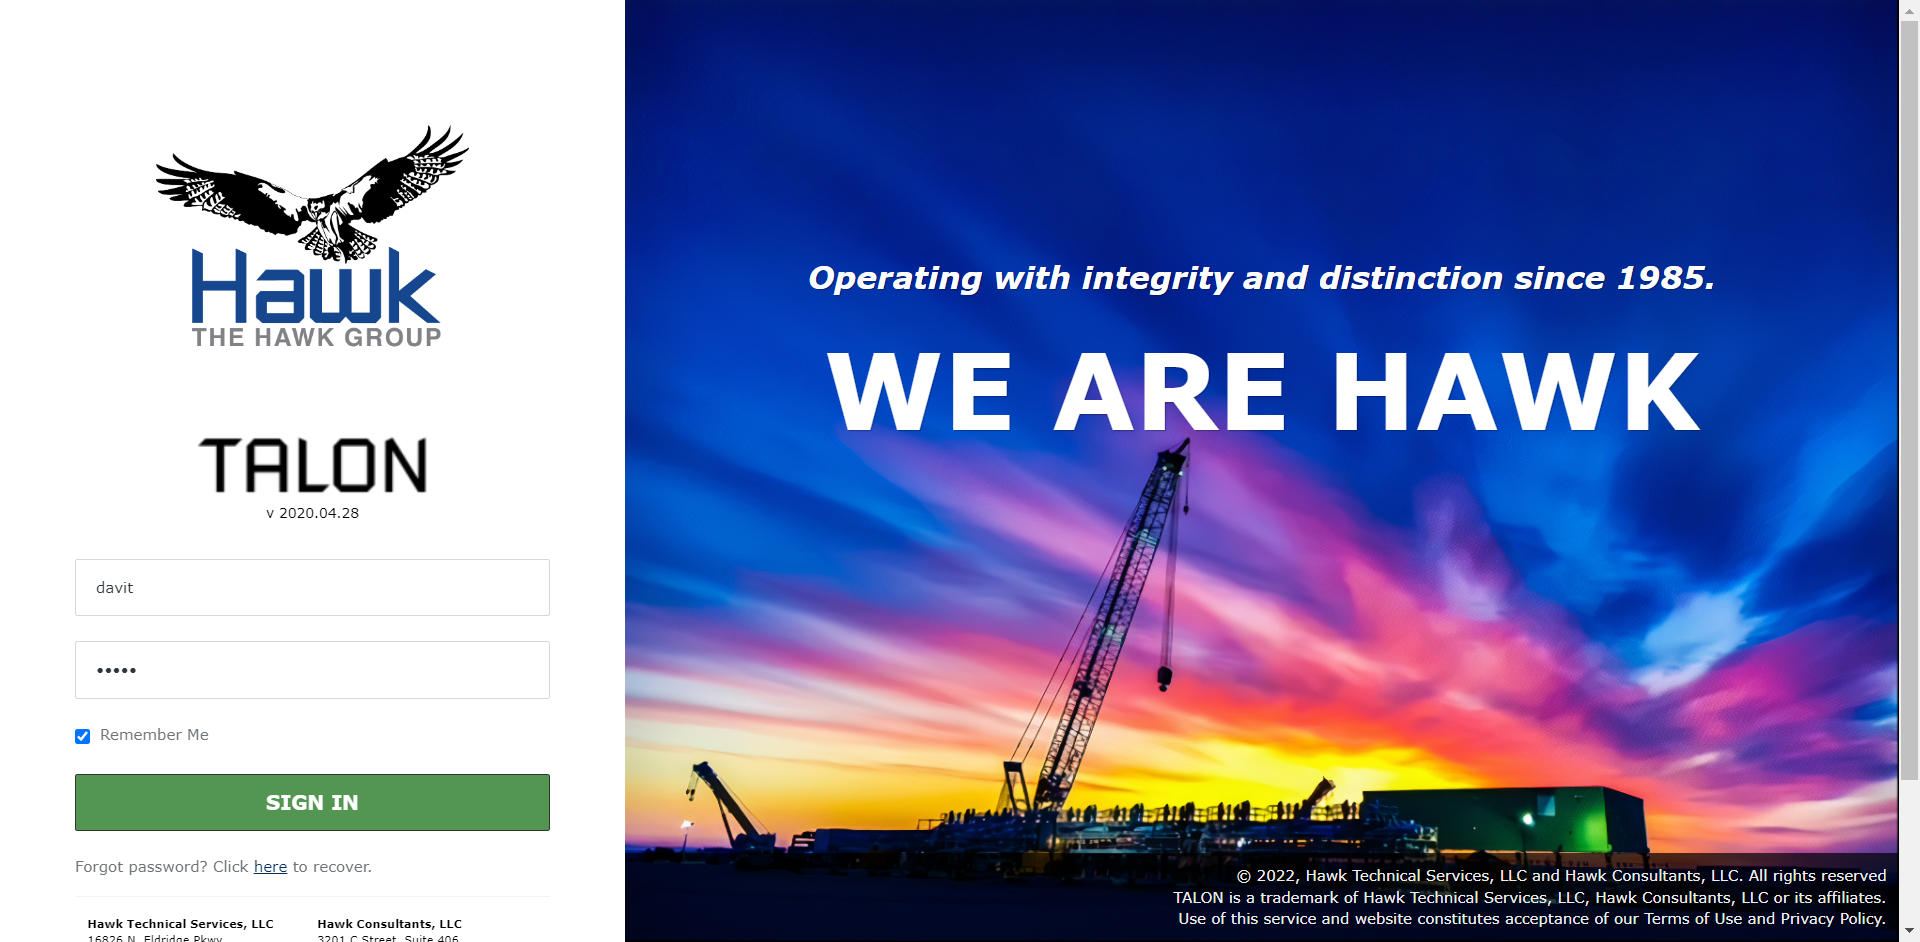 Hawk
THE HAWK GROUP
TALON
v 2020.04.28
davit
•••••
Remember Me
SIGN IN
Forgot password? Click here to recover.
Hawk Technical Services, LLC
16826 N. Eldridge Pkwy
Hawk Consultants, LLC
3201 C Street, Suite 406
Operating with integrity and distinction since 1985.
WE ARE HAWK
© 2022, Hawk Technical Services, LLC and Hawk Consultants, LLC. All rights reserved
TALON is a trademark of Hawk Technical Services, LLC, Hawk Consultants, LLC or its affiliates.
Use of this service and website constitutes acceptance of our Terms of Use and Privacy Policy.